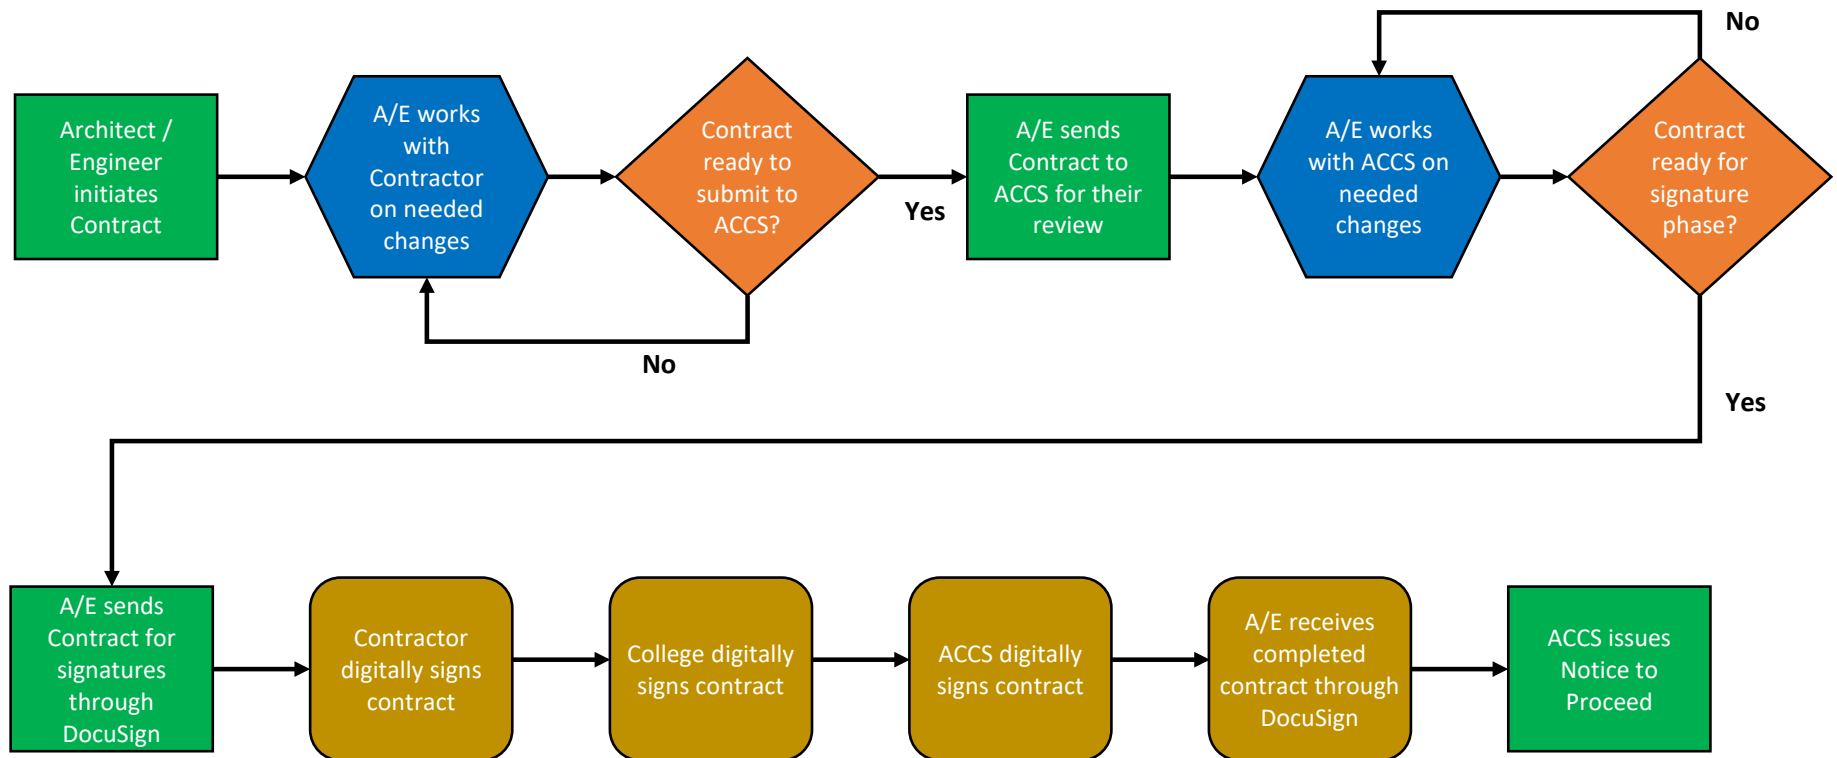 Architect /
Engineer
initiates
Contract
A/E works
with
Contractor
on needed
changes
Contract
ready to
submit to
ACCS?
Yes
No
A/E sends
Contract to
ACCS for their
review
A/E works
with ACCS on
needed
changes
Contract
ready for
signature
phase?
No
Yes
A/E sends
Contract for
signatures
through
DocuSign
Contractor
digitally signs
contract
College digitally
signs contract
ACCS digitally
signs contract
A/E receives
completed
contract through
DocuSign
ACCS issues
Notice to
Proceed